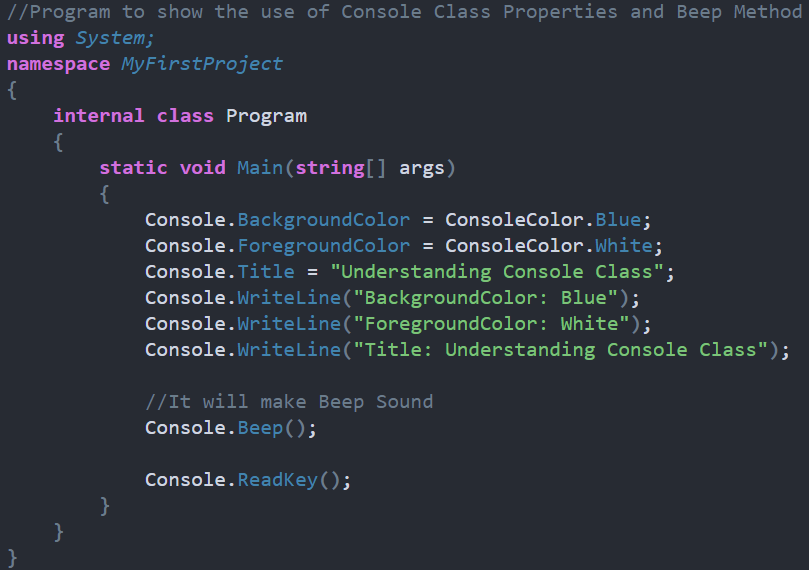 //Program to show the use of Console Class Properties and Beep Method
using System;
namespace MyFirstProject
{
    internal class Program
    {
        static void Main(string[] args)
        {
            Console.BackgroundColor = ConsoleColor.Blue;
            Console.ForegroundColor = ConsoleColor.White;
            Console.Title = "Understanding Console Class";
            Console.WriteLine("BackgroundColor: Blue");
            Console.WriteLine("ForegroundColor: White");
            Console.WriteLine("Title: Understanding Console Class");

            //It will make Beep Sound
            Console.Beep();

            Console.ReadKey();
        }
    }
}